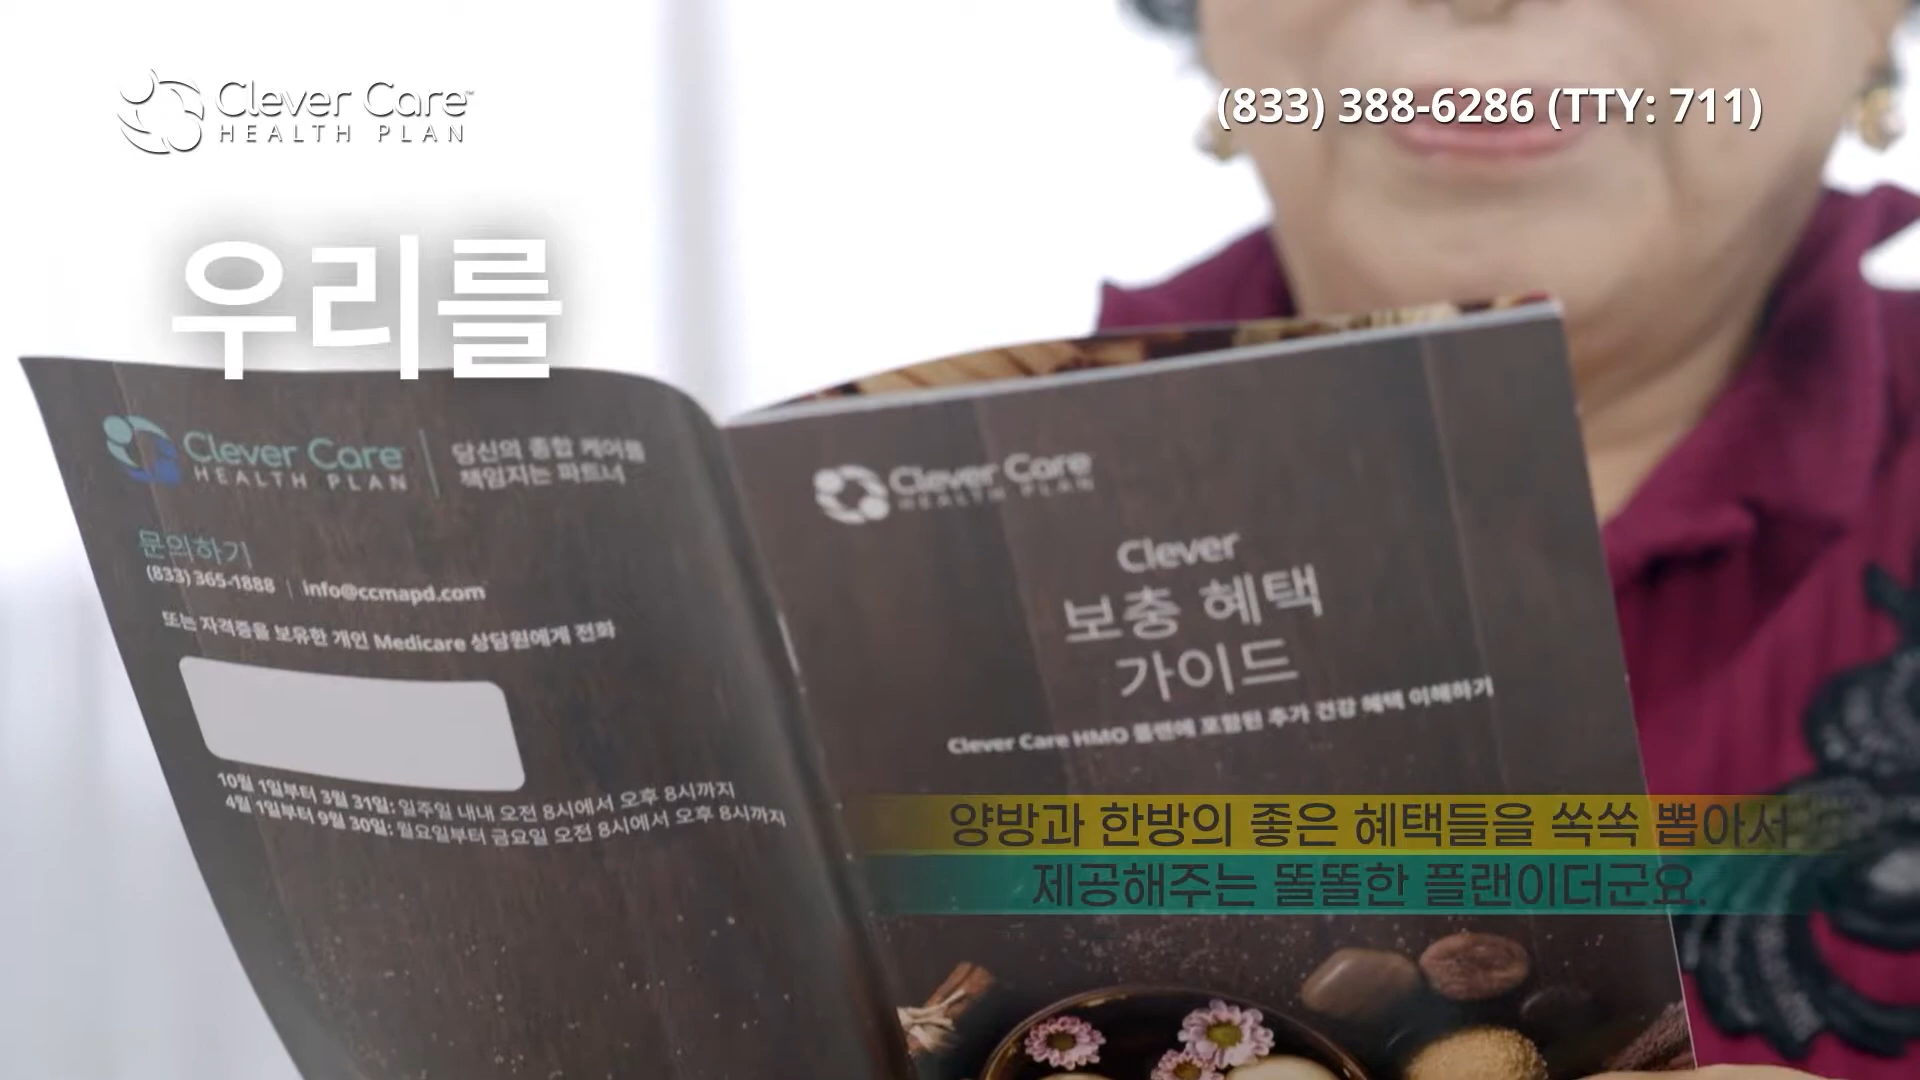 Clever Care™
HEALTH PLAN
(833) 388-6286 (TTY: 711)
우리를
Clever Care
HEALTH PLAN
당신의 종합 케어를
책임지는 파트너
문의하기
(833) 365-1888 | info@ccmapd.com
또는 자격증을 보유한 개인 Medicare 상담원에게 전화
10월 1일부터 3월 31일: 일주일 내내 오전 8시에서 오후 8시까지
4월 1일부터 9월 30일: 월요일부터 금요일 오전 8시에서 오후 8시까지
Clever Care
HEALTH PLAN
Clever
보충 혜택
가이드
Clever Care HMO 플랜에 포함된 추가 건강 혜택 이해하기
양방과 한방의 좋은 혜택들을 쏙쏙 뽑아서
제공해주는 똘똘한 플랜이더군요.